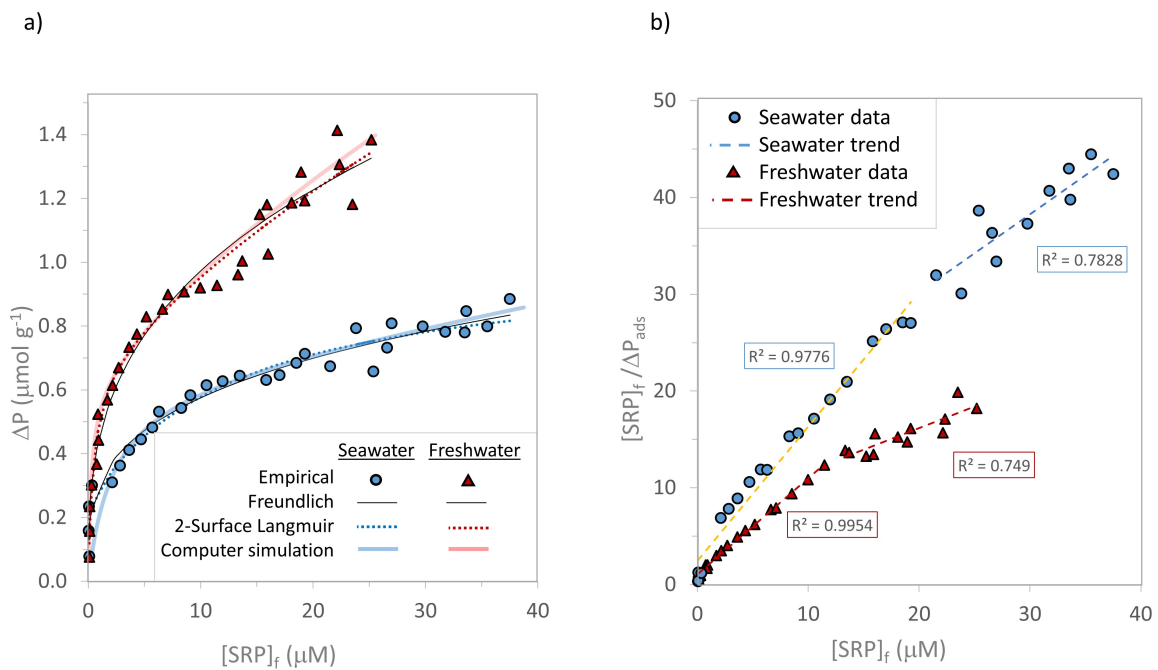 a)
ΔP (μmol g⁻¹)
1.4
1.2
1.0
0.8
0.6
0.4
0.2
0.0
0 10 20 30 40
[SRP]f (μM)
Seawater Freshwater
Empirical
Freundlich
2-Surface Langmuir
Computer simulation
b)
[SRP]f /ΔPads
50
40
30
20
10
0
0 10 20 30 40
[SRP]f (μM)
Seawater data
Seawater trend
Freshwater data
Freshwater trend
R² = 0.7828
R² = 0.9776
R² = 0.749
R² = 0.9954